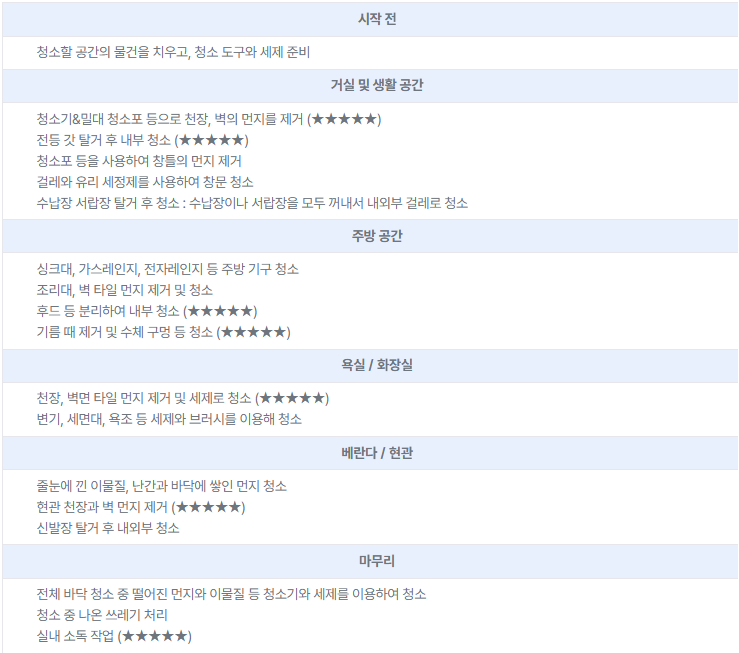 시작 전
청소할 공간의 물건을 치우고, 청소 도구와 세제 준비
거실 및 생활 공간
청소기&밀대 청소포 등으로 천장, 벽의 먼지를 제거 (★★★★★)
전등 갓 탈거 후 내부 청소 (★★★★★)
청소포 등을 사용하여 창틀의 먼지 제거
걸레와 유리 세정제를 사용하여 창문 청소
수납장 서랍장 탈거 후 청소 : 수납장이나 서랍장을 모두 꺼내서 내외부 걸레로 청소
주방 공간
싱크대, 가스레인지, 전자레인지 등 주방 기구 청소
조리대, 벽 타일 먼지 제거 및 청소
후드 등 분리하여 내부 청소 (★★★★★)
기름 때 제거 및 수체 구멍 등 청소 (★★★★★)
욕실 / 화장실
천장, 벽면 타일 먼지 제거 및 세제로 청소 (★★★★★)
변기, 세면대, 욕조 등 세제와 브러시를 이용해 청소
베란다 / 현관
줄눈에 낀 이물질, 난간과 바닥에 쌓인 먼지 청소
현관 천장과 벽 먼지 제거 (★★★★★)
신발장 탈거 후 내외부 청소
마무리
전체 바닥 청소 중 떨어진 먼지와 이물질 등 청소기와 세제를 이용하여 청소
청소 중 나온 쓰레기 처리
실내 소독 작업 (★★★★★)